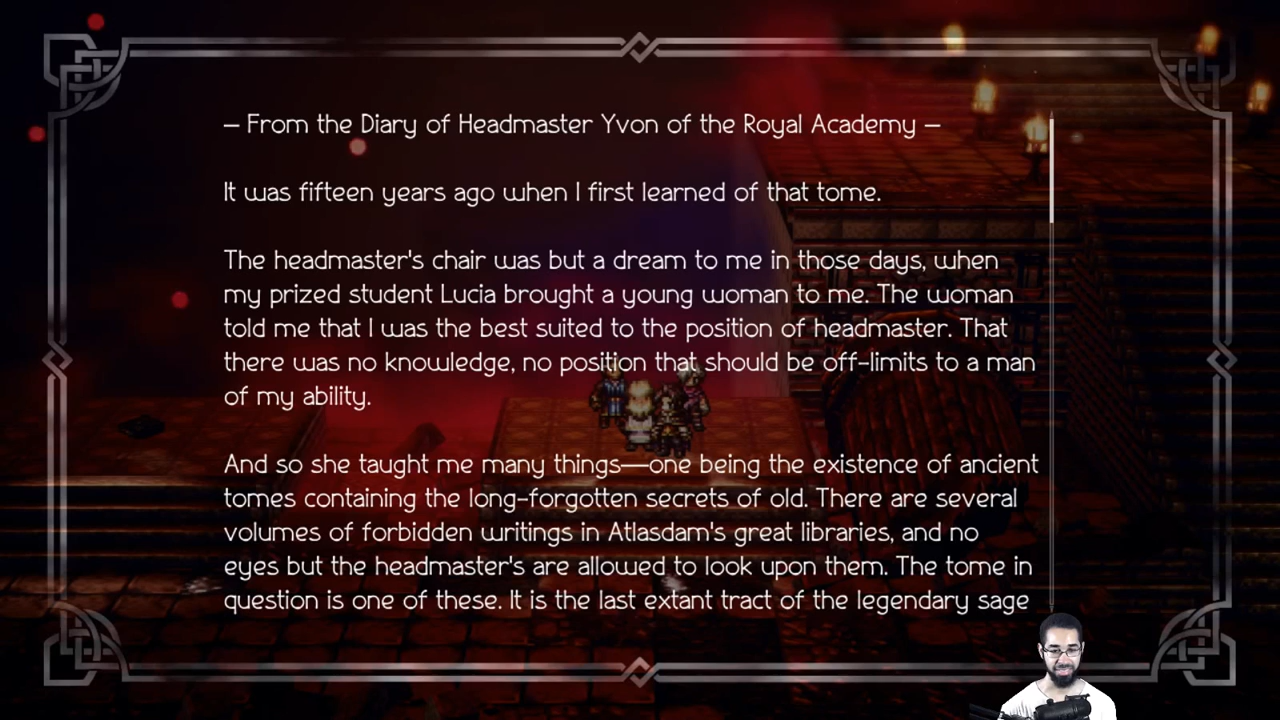 — From the Diary of Headmaster Yvon of the Royal Academy —
It was fifteen years ago when I first learned of that tome.
The headmaster's chair was but a dream to me in those days, when
my prized student Lucia brought a young woman to me. The woman
told me that I was the best suited to the position of headmaster. That
there was no knowledge, no position that should be off-limits to a man
of my ability.
And so she taught me many things—one being the existence of ancient
tomes containing the long-forgotten secrets of old. There are several
volumes of forbidden writings in Atlasdam's great libraries, and no
eyes but the headmaster's are allowed to look upon them. The tome in
question is one of these. It is the last extant tract of the legendary sage